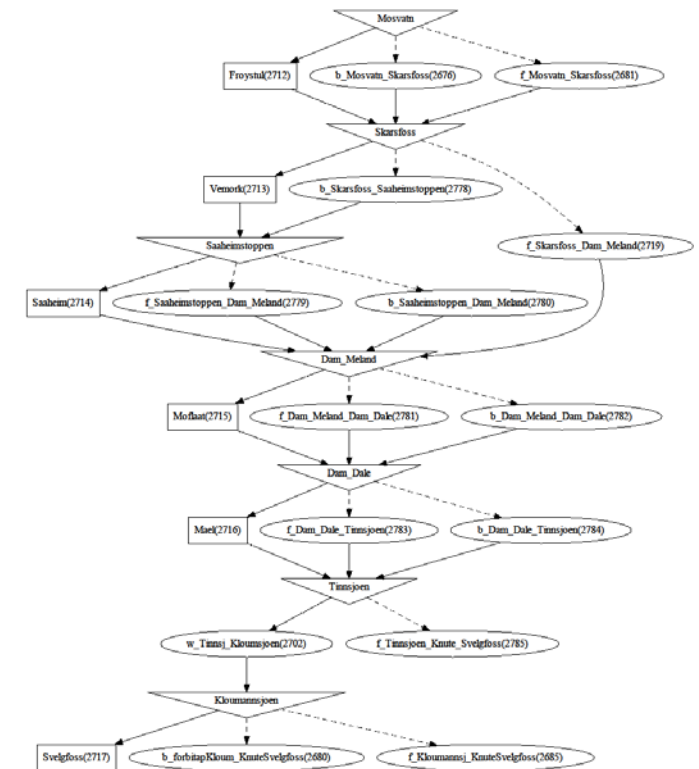 Mosvatn
Froystul(2712)
b_Mosvatn_Skarsfoss(2676)
f_Mosvatn_Skarsfoss(2681)
Skarsfoss
Vemork(2713)
b_Skarsfoss_Saaheimstoppen(2778)
Saaheimstoppen
f_Skarsfoss_Dam_Meland(2719)
Saaheim(2714)
f_Saaheimstoppen_Dam_Meland(2779)
b_Saaheimstoppen_Dam_Meland(2780)
Dam_Meland
Moflaat(2715)
f_Dam_Meland_Dam_Dale(2781)
b_Dam_Meland_Dam_Dale(2782)
Dam_Dale
Mael(2716)
f_Dam_Dale_Tinnsjoen(2783)
b_Dam_Dale_Tinnsjoen(2784)
Tinnsjoen
w_Tinnsj_Kloumsjoen(2702)
f_Tinnsjoen_Knute_Svelgfoss(2785)
Kloumannsjoen
Svelgfoss(2717)
b_forbitapKloum_KnuteSvelgfoss(2680)
f_Kloumannsj_KnuteSvelgfoss(2685)